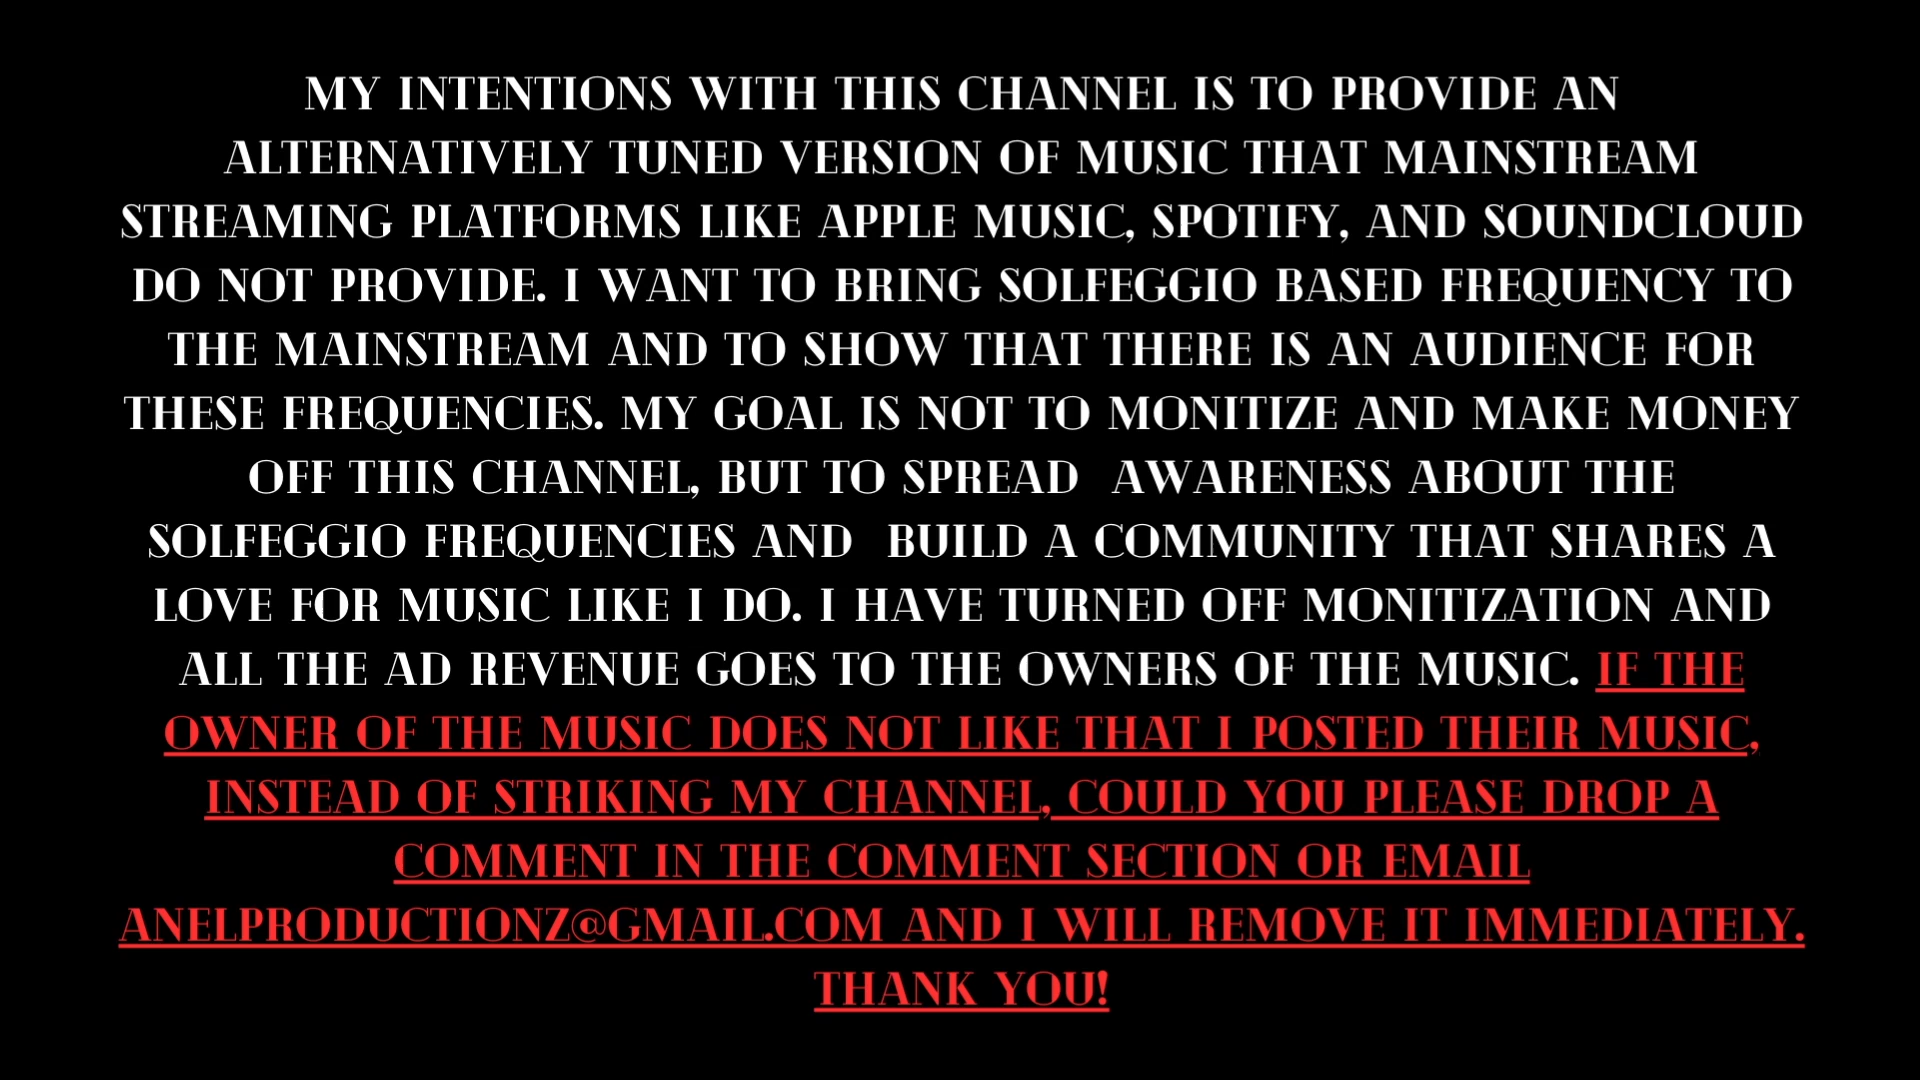 MY INTENTIONS WITH THIS CHANNEL IS TO PROVIDE AN
ALTERNATIVELY TUNED VERSION OF MUSIC THAT MAINSTREAM
STREAMING PLATFORMS LIKE APPLE MUSIC, SPOTIFY, AND SOUNDCLOUD
DO NOT PROVIDE. I WANT TO BRING SOLFEGGIO BASED FREQUENCY TO
THE MAINSTREAM AND TO SHOW THAT THERE IS AN AUDIENCE FOR
THESE FREQUENCIES. MY GOAL IS NOT TO MONITIZE AND MAKE MONEY
OFF THIS CHANNEL, BUT TO SPREAD  AWARENESS ABOUT THE
SOLFEGGIO FREQUENCIES AND  BUILD A COMMUNITY THAT SHARES A
LOVE FOR MUSIC LIKE I DO. I HAVE TURNED OFF MONITIZATION AND
ALL THE AD REVENUE GOES TO THE OWNERS OF THE MUSIC. IF THE
OWNER OF THE MUSIC DOES NOT LIKE THAT I POSTED THEIR MUSIC,
INSTEAD OF STRIKING MY CHANNEL, COULD YOU PLEASE DROP A
COMMENT IN THE COMMENT SECTION OR EMAIL
ANELPRODUCTIONZ@GMAIL.COM AND I WILL REMOVE IT IMMEDIATELY.
THANK YOU!